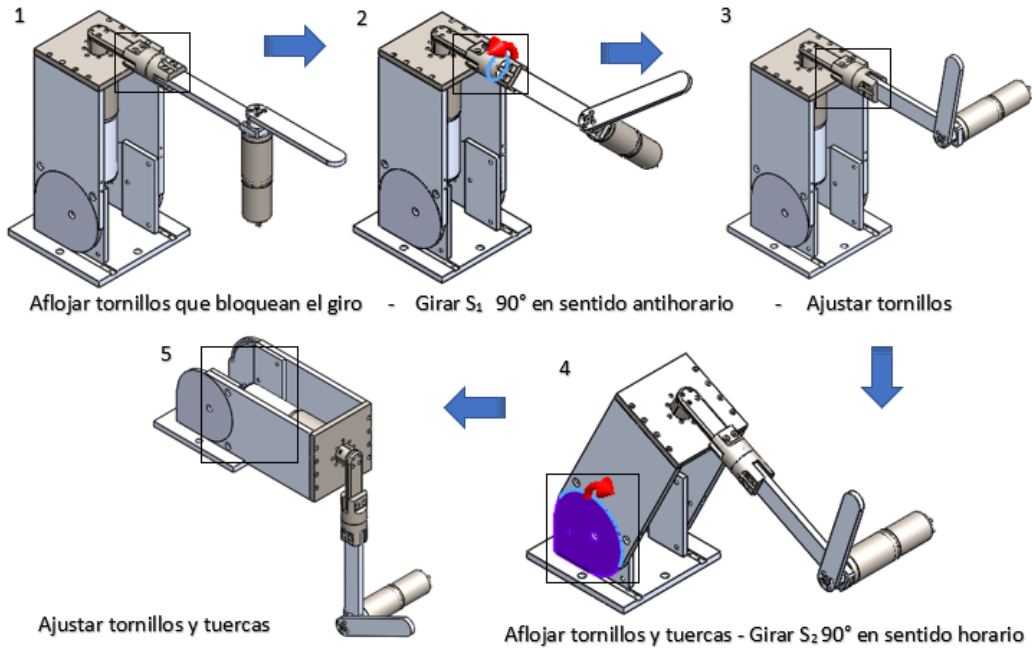 1
2
3
Aflojar tornillos que bloquean el giro - Girar S₁ 90° en sentido antihorario - Ajustar tornillos
5
4
Ajustar tornillos y tuercas
Aflojar tornillos y tuercas - Girar S₂ 90° en sentido horario